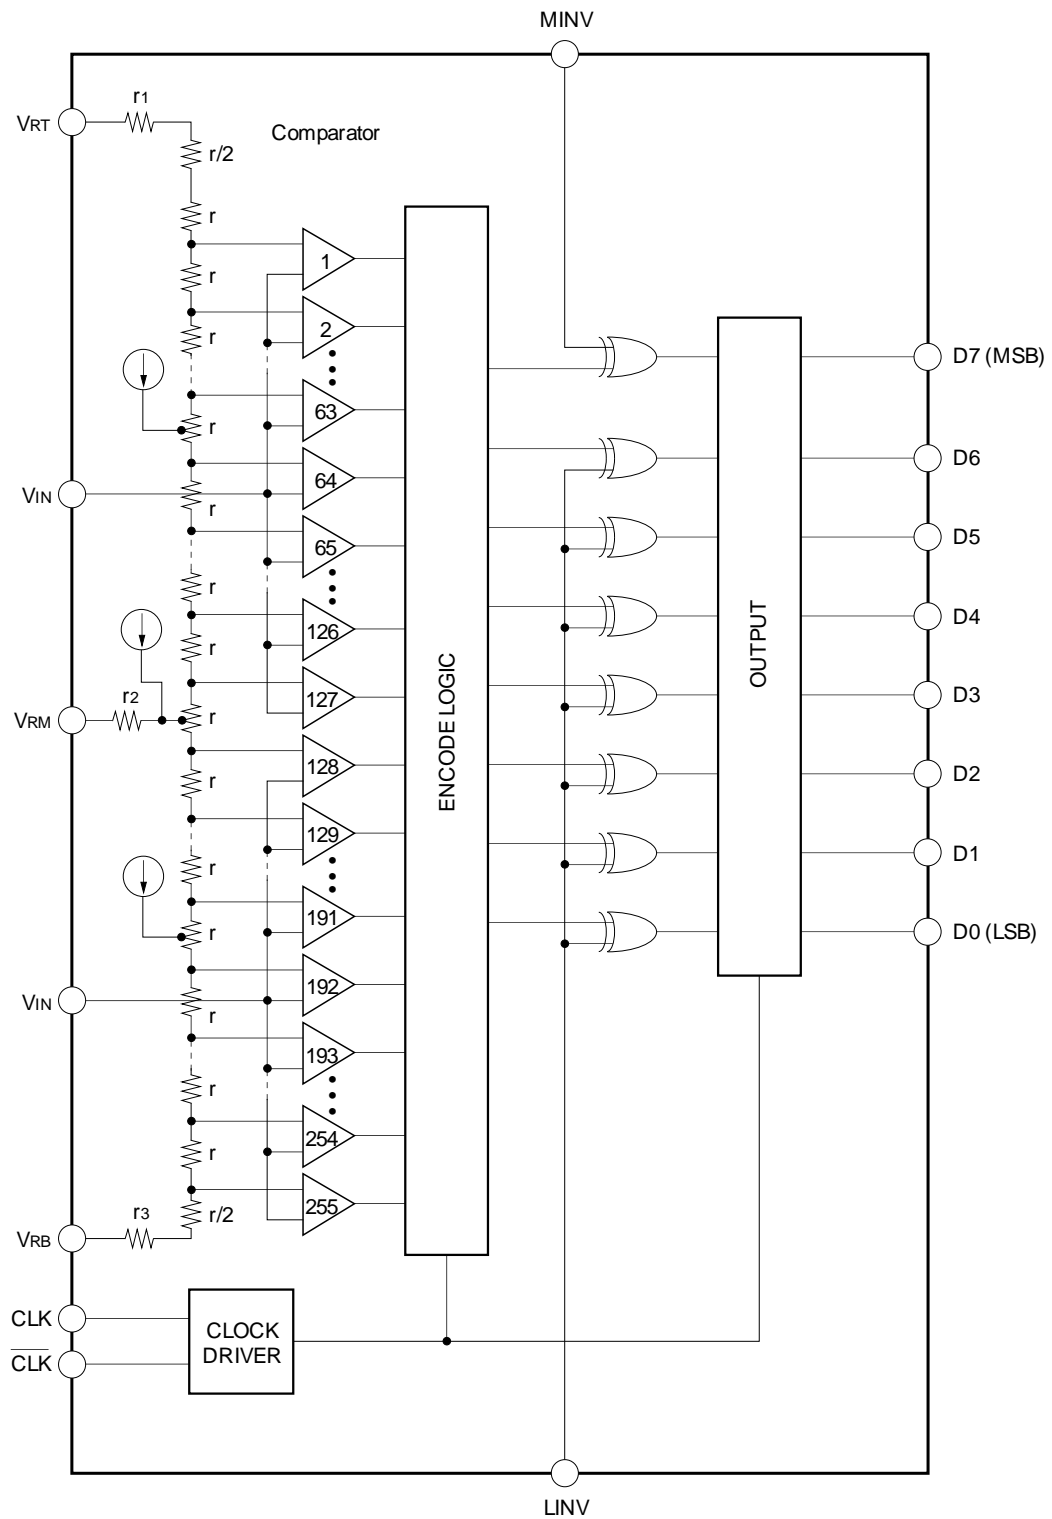 MINV
VRT
r1
Comparator
r/2
r
1
r
2
r
D7 (MSB)
63
r
D6
64
VIN
r
D5
65
r
D4
126
r
ENCODE LOGIC
OUTPUT
127
D3
r2
VRM
r
128
D2
r
129
D1
r
191
r
D0 (LSB)
192
VIN
r
193
r
254
r
255
r3
r/2
VRB
CLK
CLOCK
DRIVER
CLK
LINV